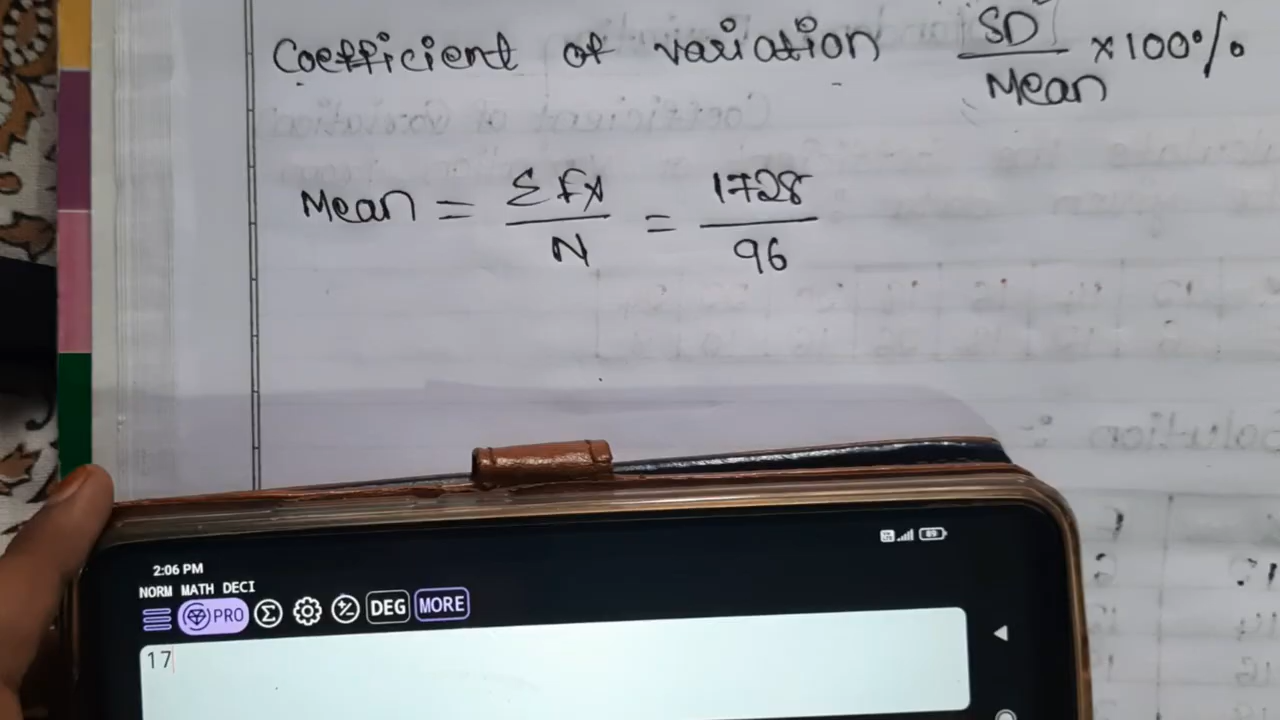 Coefficient of variation SD/Mean ×100%
Mean = Σfx/N = 1728/96
2:06 PM
89
NORM MATH DECI
PRO Σ DEG MORE
17